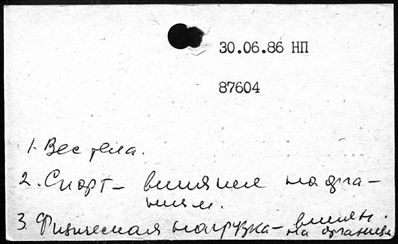 30.06.86 НП
87604
1. Вес тела.
2. Спорт – влияние на орга-
низм.
3. Физическая нагрузка – влиян.
на организм